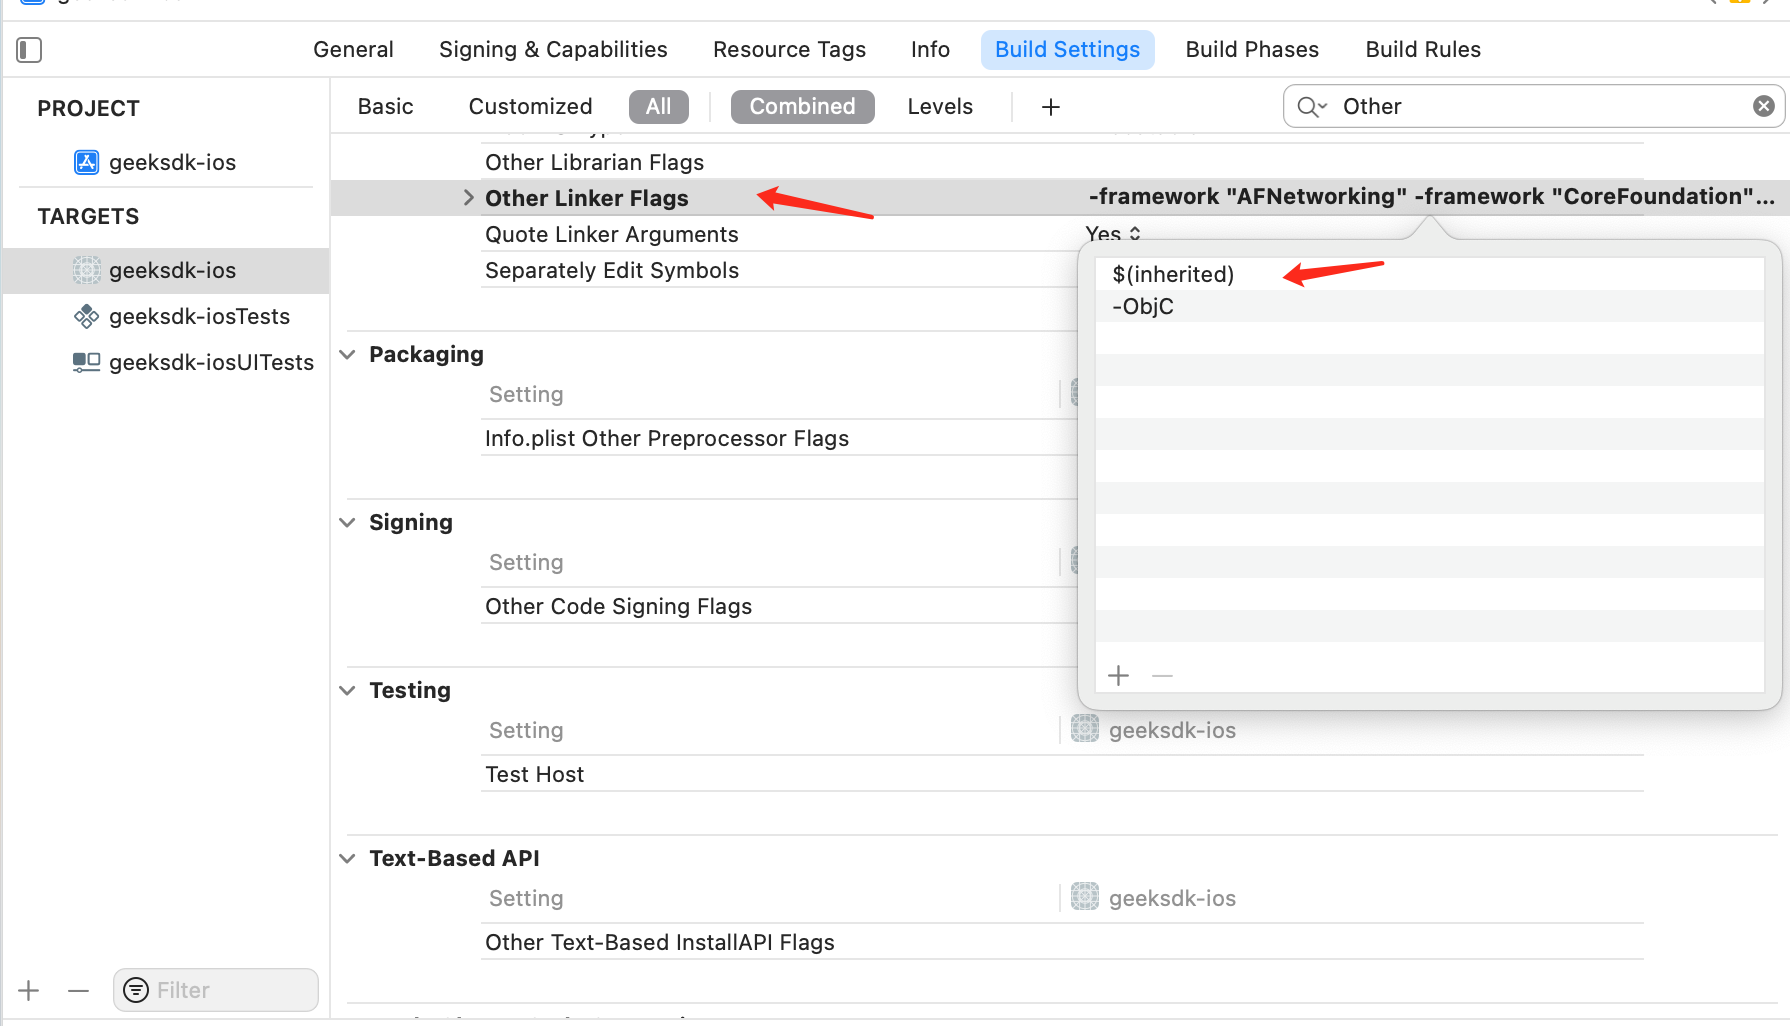 General Signing & Capabilities Resource Tags Info Build Settings Build Phases Build Rules
PROJECT
geeksdk-ios
TARGETS
geeksdk-ios
geeksdk-iosTests
geeksdk-iosUITests
Filter
Basic Customized All Combined Levels + Other
Other Librarian Flags
Other Linker Flags -framework "AFNetworking" -framework "CoreFoundation"...
Quote Linker Arguments Yes
Separately Edit Symbols
$(inherited)
-ObjC
Packaging
Setting
Info.plist Other Preprocessor Flags
Signing
Setting
Other Code Signing Flags
Testing
Setting geeksdk-ios
Test Host
Text-Based API
Setting geeksdk-ios
Other Text-Based InstallAPI Flags